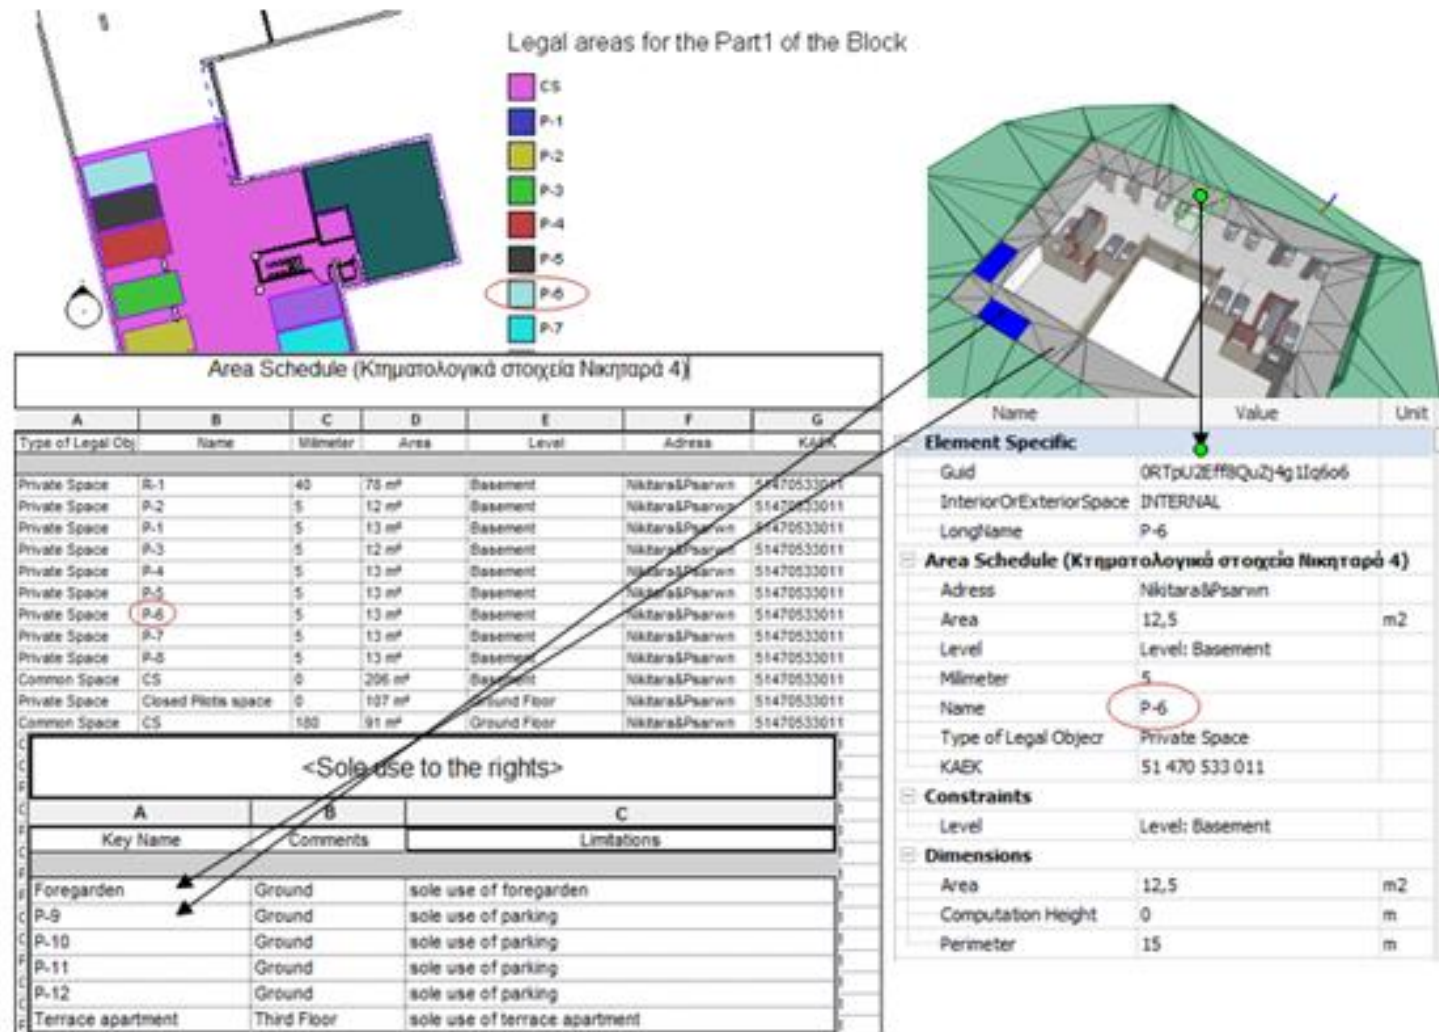 Legal areas for the Part1 of the Block
CS
P-1
P-2
P-3
P-4
P-5
P-6
P-7
Area Schedule (Κτηματολογικά στοιχεία Νικηταρά 4)
A B C D E F G
Type of Legal Obj Name Milimeter Area Level Adress KAEK
Private Space R-1 40 78 m² Basement Nikitara&Psarwn 51470533011
Private Space P-2 5 12 m² Basement Nikitara&Psarwn 51470533011
Private Space P-1 5 13 m² Basement Nikitara&Psarwn 51470533011
Private Space P-3 5 12 m² Basement Nikitara&Psarwn 51470533011
Private Space P-4 5 13 m² Basement Nikitara&Psarwn 51470533011
Private Space P-5 5 13 m² Basement Nikitara&Psarwn 51470533011
Private Space P-6 5 13 m² Basement Nikitara&Psarwn 51470533011
Private Space P-7 5 13 m² Basement Nikitara&Psarwn 51470533011
Private Space P-8 5 13 m² Basement Nikitara&Psarwn 51470533011
Common Space CS 0 206 m² Basement Nikitara&Psarwn 51470533011
Private Space Closed Pilotis space 0 107 m² Ground Floor Nikitara&Psarwn 51470533011
Common Space CS 180 91 m² Ground Floor Nikitara&Psarwn 51470533011
<Sole use to the rights>
A B C
Key Name Comments Limitations
Foregarden Ground sole use of foregarden
P-9 Ground sole use of parking
P-10 Ground sole use of parking
P-11 Ground sole use of parking
P-12 Ground sole use of parking
Terrace apartment Third Floor sole use of terrace apartment
Name Value Unit
Element Specific
Guid 0RTpU2Eff8QuZj4g1Iq6o6
InteriorOrExteriorSpace INTERNAL
LongName P-6
Area Schedule (Κτηματολογικά στοιχεία Νικηταρά 4)
Adress Nikitara&Psarwn
Area 12,5 m2
Level Level: Basement
Milimeter 5
Name P-6
Type of Legal Objecr Private Space
KAEK 51 470 533 011
Constraints
Level Level: Basement
Dimensions
Area 12,5 m2
Computation Height 0 m
Perimeter 15 m